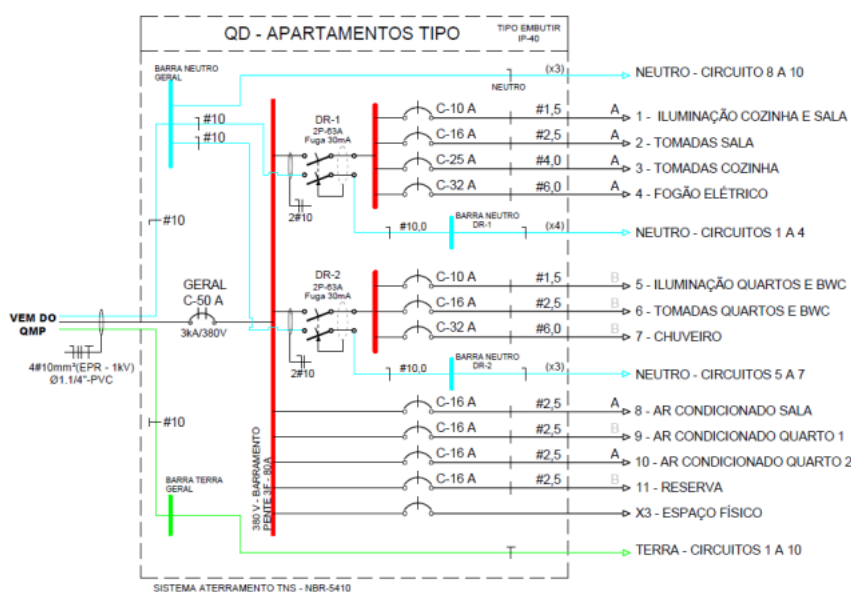 QD - APARTAMENTOS TIPO
TIPO EMBUTIR
IP-40
BARRA NEUTRO
GERAL
(x3)
NEUTRO
NEUTRO - CIRCUITO 8 A 10
#10
#10
DR-1
2P-63A
Fuga 30mA
2#10
C-10 A #1,5 A 1 - ILUMINAÇÃO COZINHA E SALA
C-16 A #2,5 A 2 - TOMADAS SALA
C-25 A #4,0 A 3 - TOMADAS COZINHA
C-32 A #6,0 A 4 - FOGÃO ELÉTRICO
#10,0
BARRA NEUTRO
DR-1
(x4)
NEUTRO - CIRCUITOS 1 A 4
#10
GERAL
C-50 A
3kA/380V
VEM DO
QMP
4#10mm²(EPR - 1kV)
Ø1.1/4"-PVC
DR-2
2P-63A
Fuga 30mA
2#10
C-10 A #1,5 B 5 - ILUMINAÇÃO QUARTOS E BWC
C-16 A #2,5 B 6 - TOMADAS QUARTOS E BWC
C-32 A #6,0 B 7 - CHUVEIRO
#10,0
BARRA NEUTRO
DR-2
(x3)
NEUTRO - CIRCUITOS 5 A 7
#10
C-16 A #2,5 A 8 - AR CONDICIONADO SALA
C-16 A #2,5 B 9 - AR CONDICIONADO QUARTO 1
C-16 A #2,5 A 10 - AR CONDICIONADO QUARTO 2
C-16 A #2,5 B 11 - RESERVA
X3 - ESPAÇO FÍSICO
380 V - BARRAMENTO
PENTE 3F - 80A
BARRA TERRA
GERAL
TERRA - CIRCUITOS 1 A 10
SISTEMA ATERRAMENTO TNS - NBR-5410